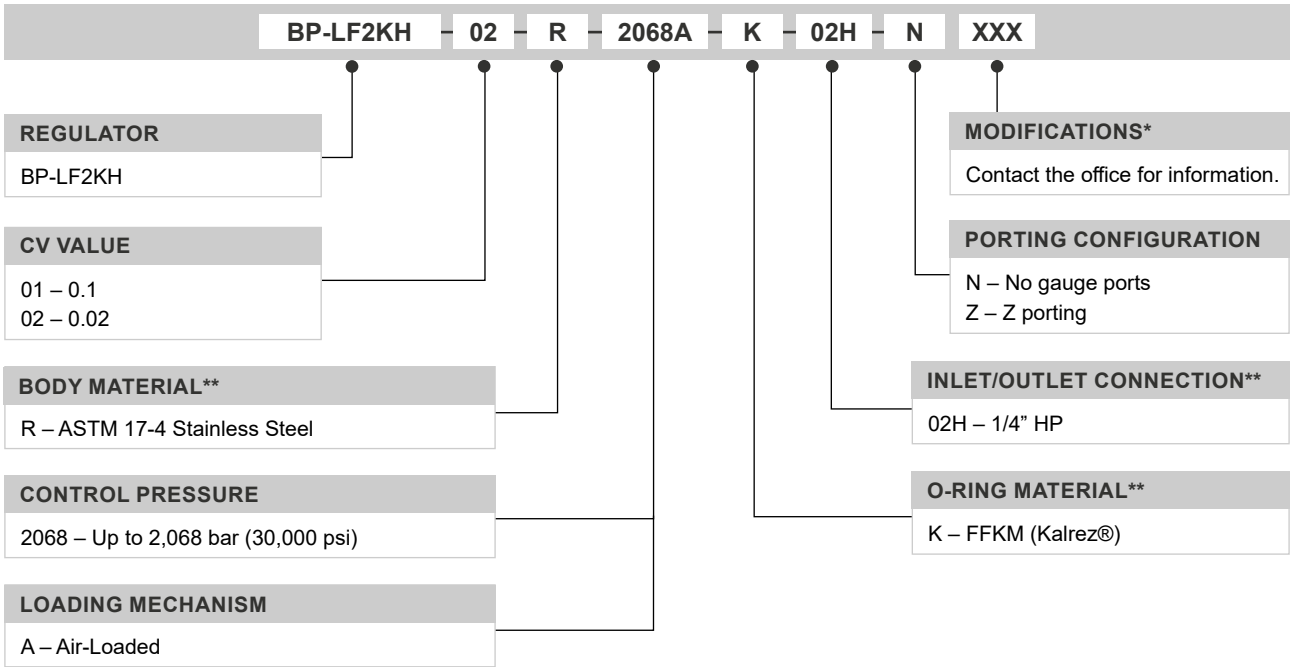 BP-LF2KH – 02 – R – 2068A – K – 02H – N XXX
REGULATOR
BP-LF2KH
CV VALUE
01 – 0.1
02 – 0.02
BODY MATERIAL**
R – ASTM 17-4 Stainless Steel
CONTROL PRESSURE
2068 – Up to 2,068 bar (30,000 psi)
LOADING MECHANISM
A – Air-Loaded
MODIFICATIONS*
Contact the office for information.
PORTING CONFIGURATION
N – No gauge ports
Z – Z porting
INLET/OUTLET CONNECTION**
02H – 1/4” HP
O-RING MATERIAL**
K – FFKM (Kalrez®)